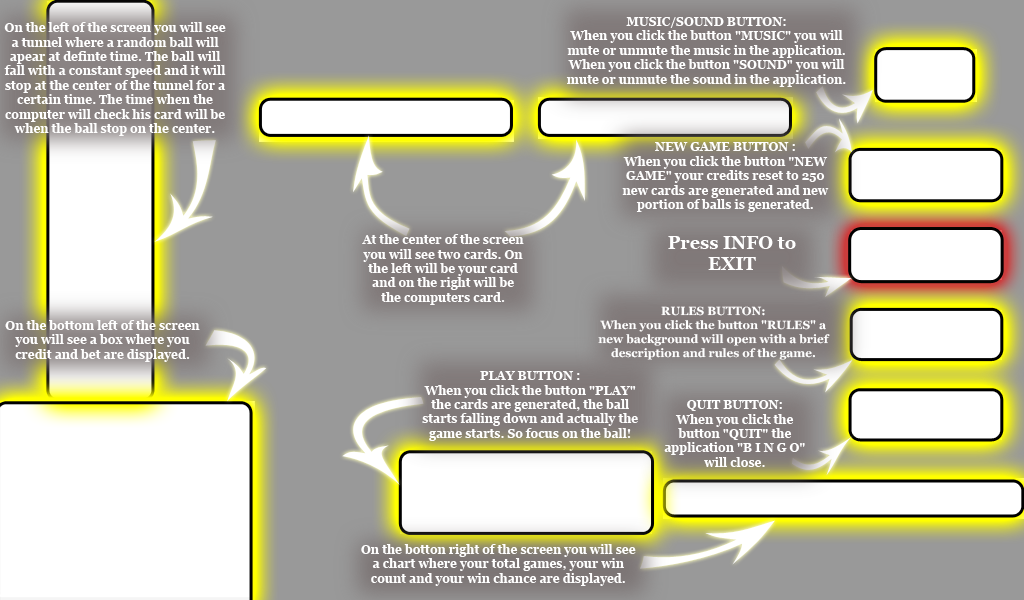 On the left of the screen you will see
a tunnel where a random ball will
apear at definte time. The ball will
fall with a constant speed and it will
stop at the center of the tunnel for a
certain time. The time when the
computer will check his card will be
when the ball stop on the center.
MUSIC/SOUND BUTTON:
When you click the button "MUSIC" you will
mute or unmute the music in the application.
When you click the button "SOUND" you will
mute or unmute the sound in the application.
NEW GAME BUTTON :
When you click the button "NEW
GAME" your credits reset to 250
new cards are generated and new
portion of balls is generated.
At the center of the screen
you will see two cards. On
the left will be your card
and on the right will be
the computers card.
Press INFO to
EXIT
On the bottom left of the screen
you will see a box where you
credit and bet are displayed.
RULES BUTTON:
When you click the button "RULES" a
new background will open with a brief
description and rules of the game.
PLAY BUTTON :
When you click the button "PLAY"
the cards are generated, the ball
starts falling down and actually the
game starts. So focus on the ball!
QUIT BUTTON:
When you click the
button "QUIT" the
application "B I N G O"
will close.
On the botton right of the screen you will see
a chart where your total games, your win
count and your win chance are displayed.